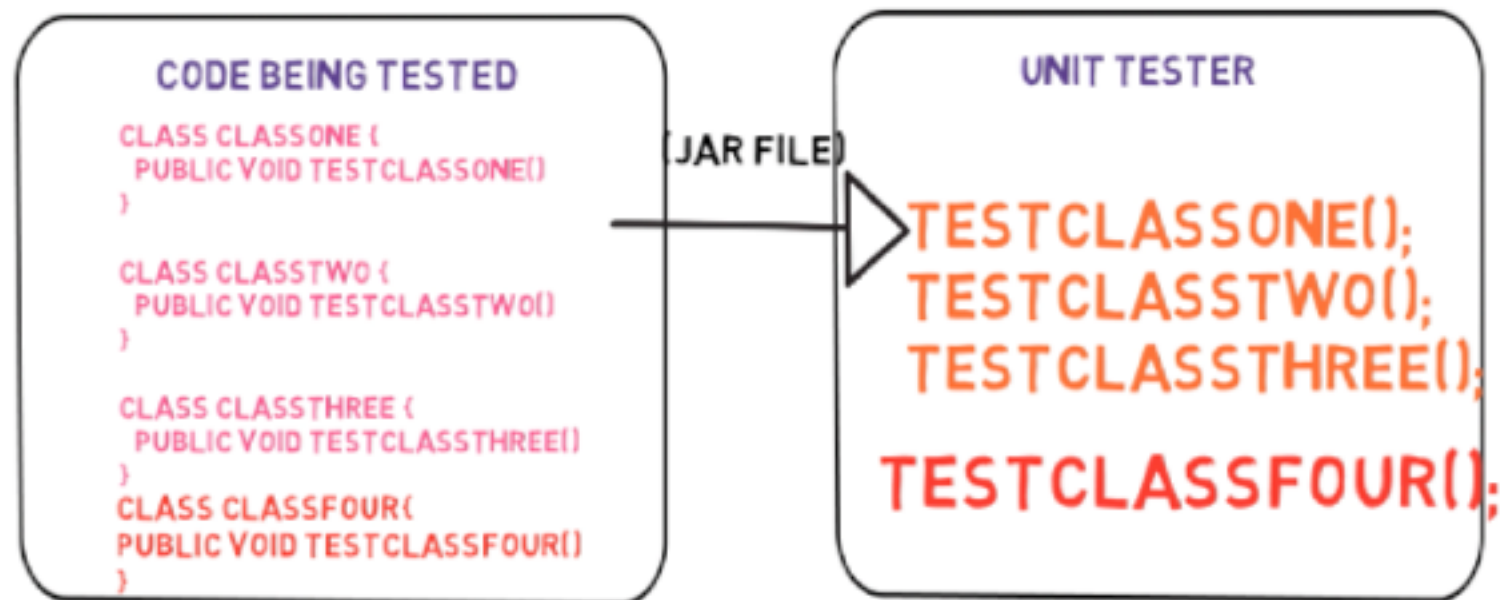 CODE BEING TESTED
CLASS CLASSONE {
PUBLIC VOID TESTCLASSONE()
}
CLASS CLASSTWO {
PUBLIC VOID TESTCLASSTWO()
}
CLASS CLASSTHREE {
PUBLIC VOID TESTCLASSTHREE()
}
CLASS CLASSFOUR{
PUBLIC VOID TESTCLASSFOUR()
}
(JAR FILE)
UNIT TESTER
TESTCLASSONE();
TESTCLASSTWO();
TESTCLASSTHREE();
TESTCLASSFOUR();